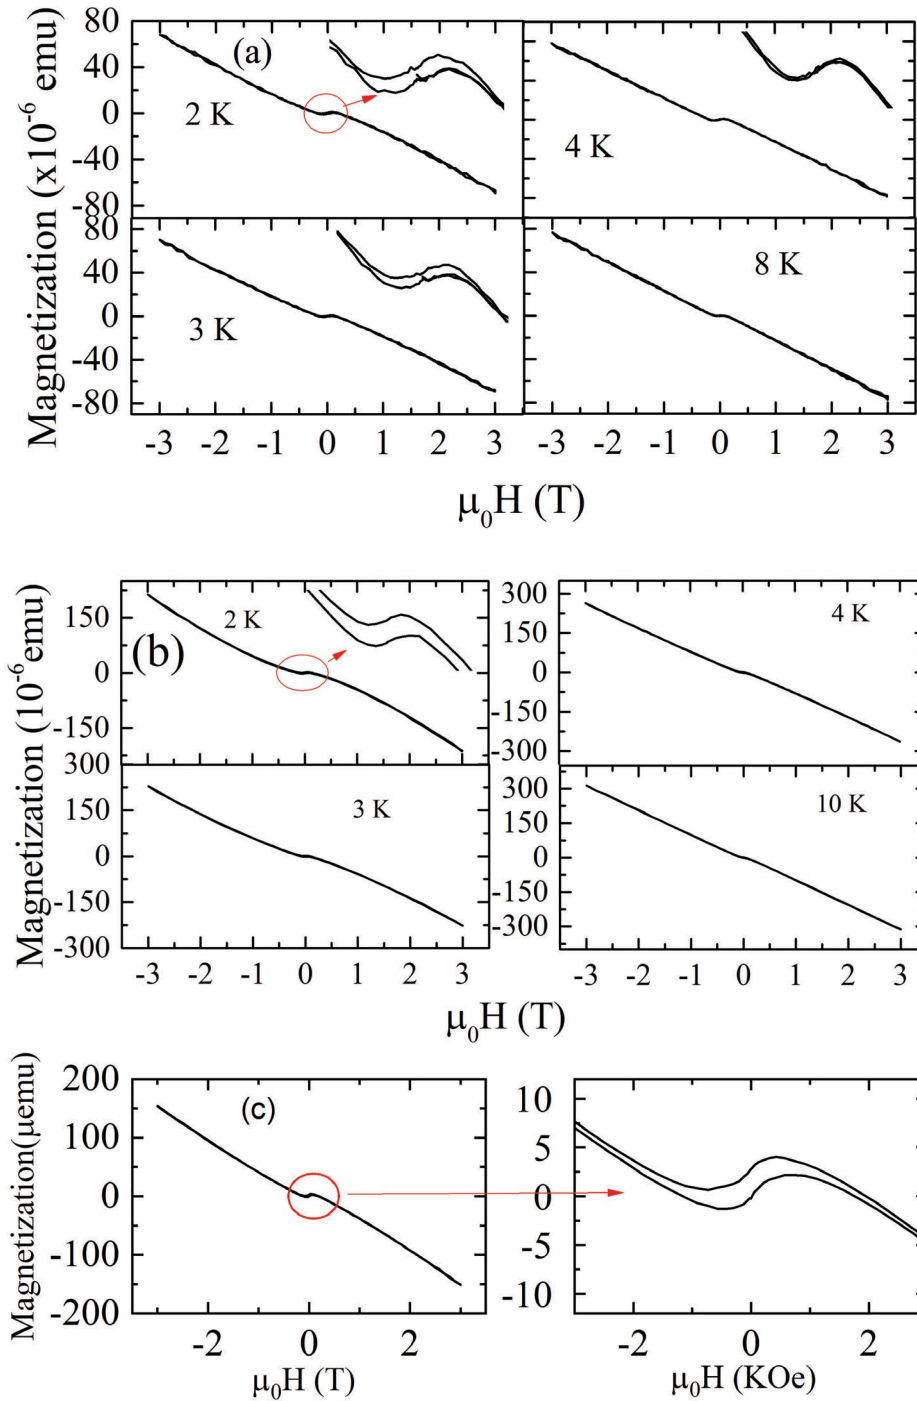 80
40
0
-40
-80
(a)
2 K
4 K
80
40
0
-40
-80
3 K
8 K
-3 -2 -1 0 1 2 3
-3 -2 -1 0 1 2 3
Magnetization (x10⁻⁶ emu)
μ₀H (T)
150
0
-150
300
2 K
(b)
300
150
0
-150
-300
4 K
150
0
-150
-300
3 K
300
150
0
-150
-300
10 K
-3 -2 -1 0 1 2 3
-3 -2 -1 0 1 2 3
Magnetization (10⁻⁶emu)
μ₀H (T)
200
100
0
-100
-200
(c)
10
5
0
-5
-10
-2 0 2
-2 0 2
Magnetization(μemu)
μ₀H (T)
μ₀H (KOe)